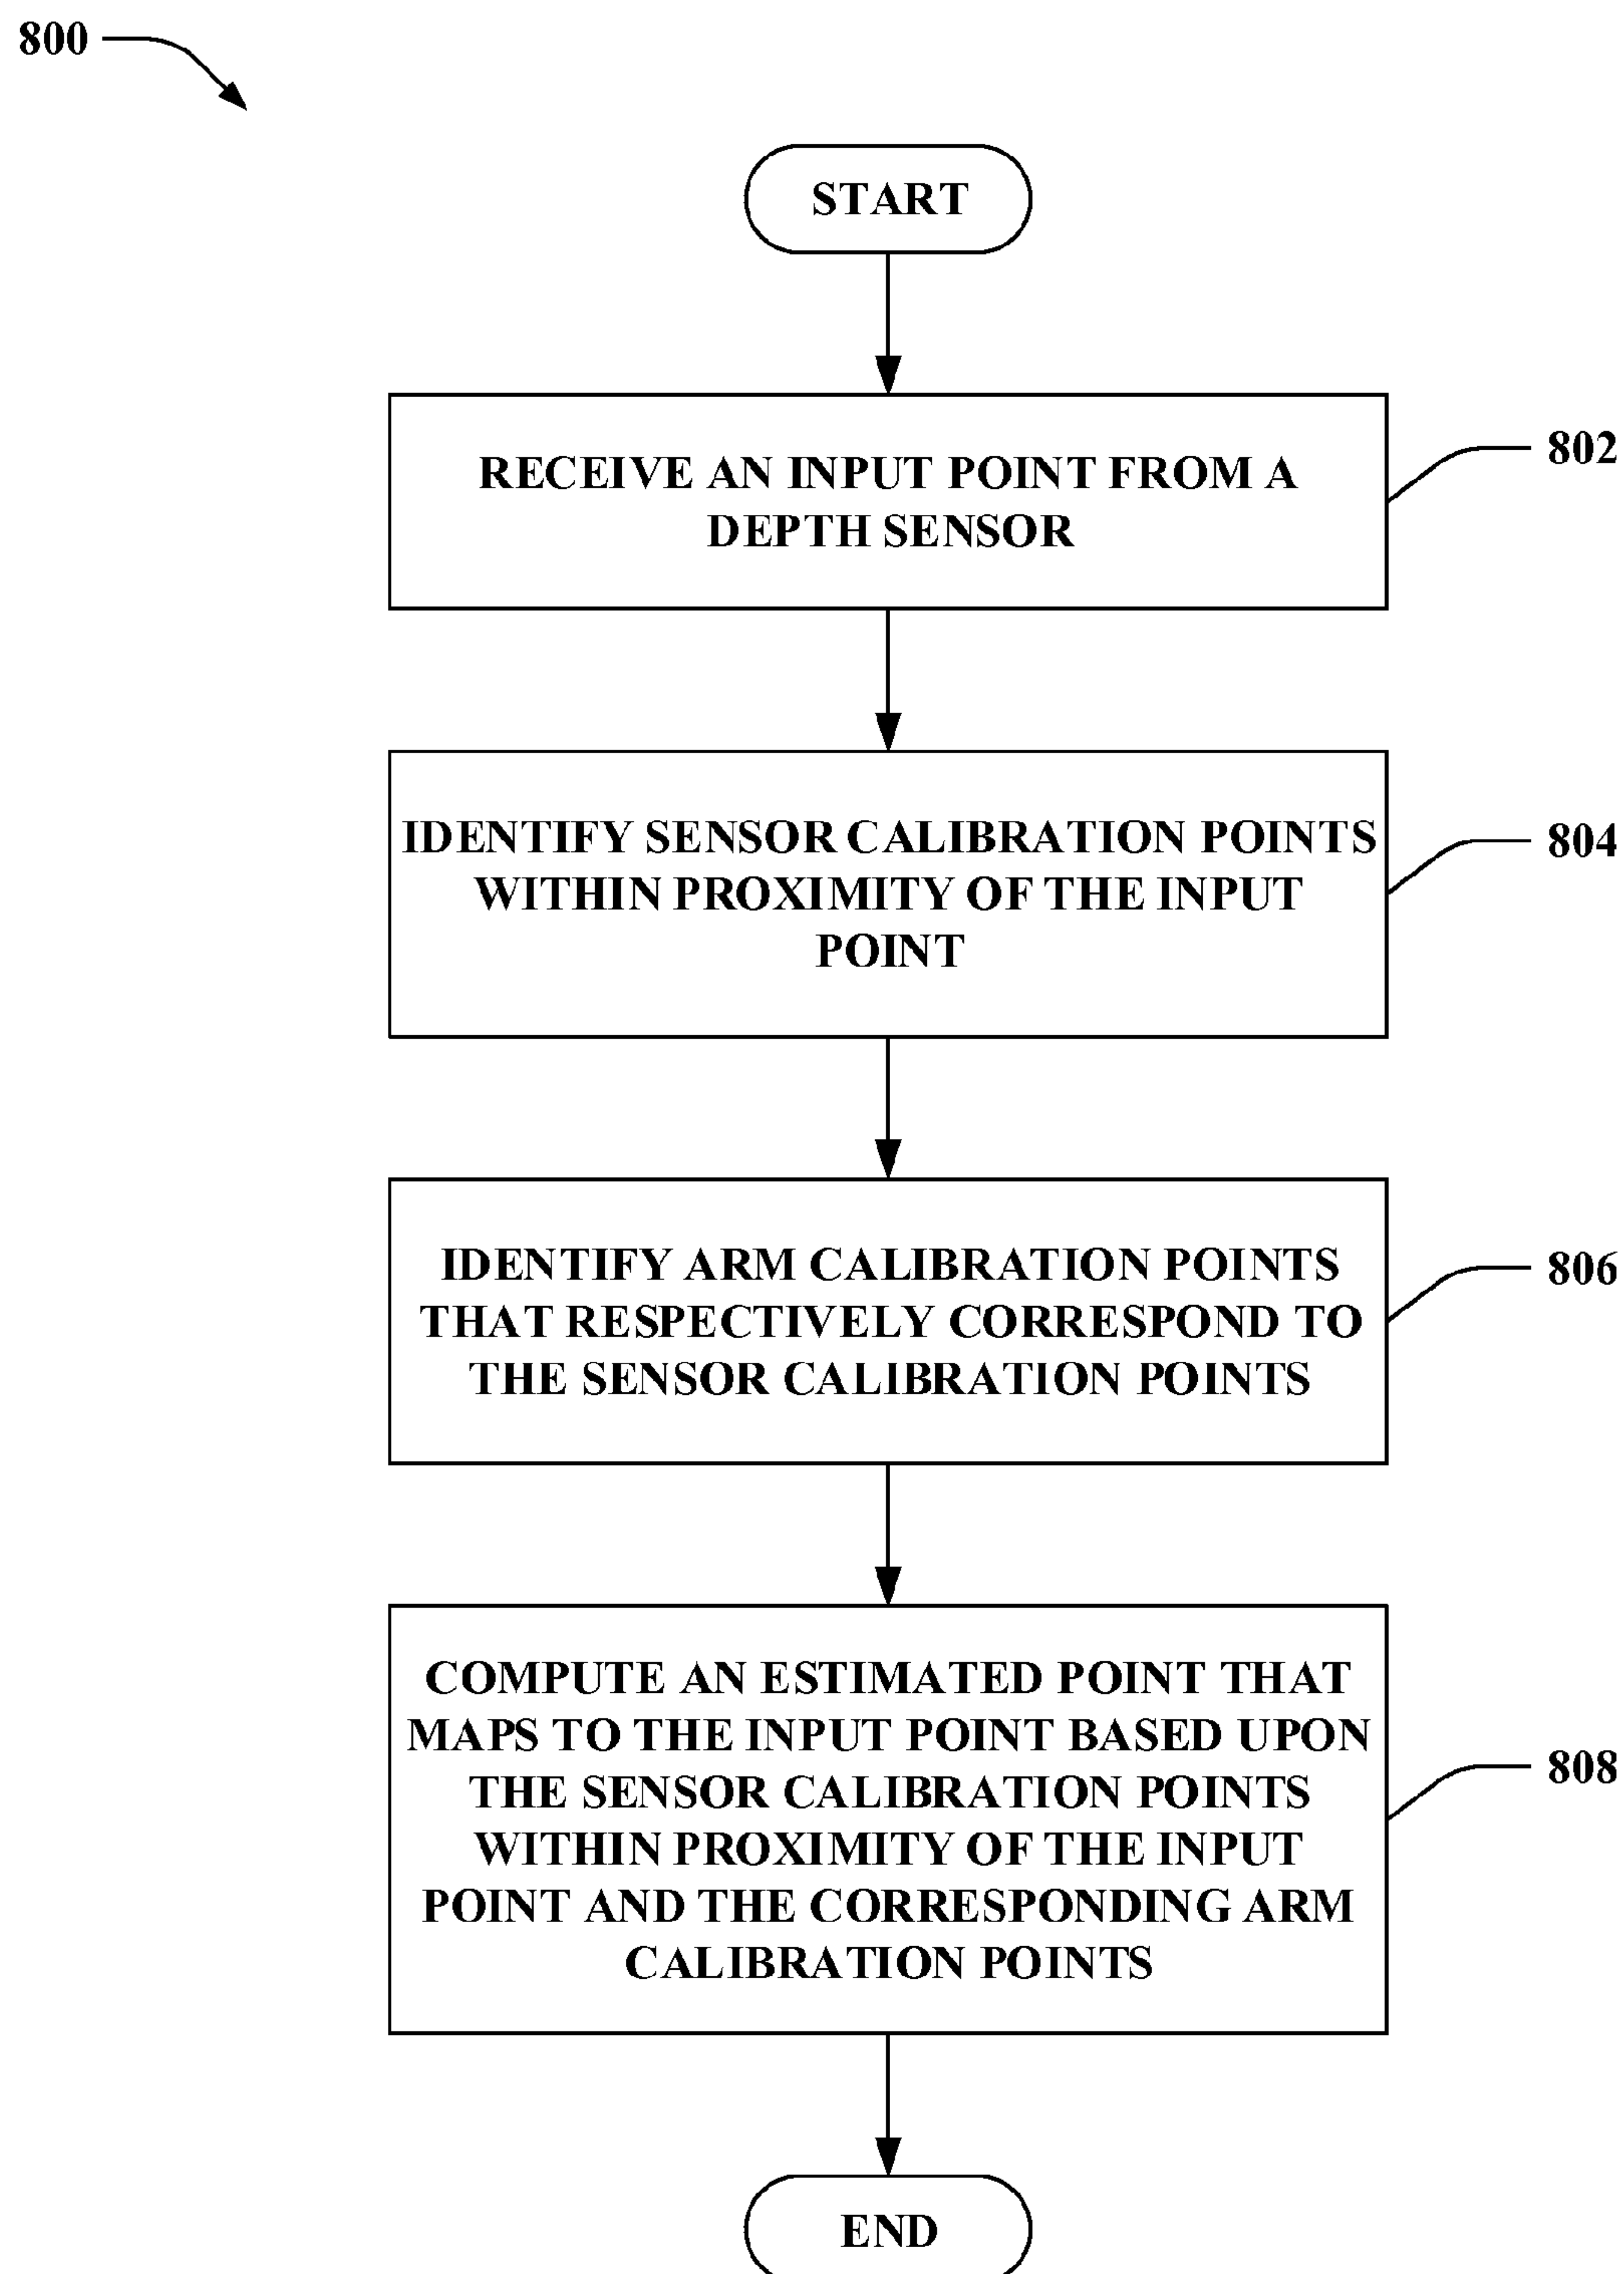 800
START
RECEIVE AN INPUT POINT FROM A
DEPTH SENSOR
802
IDENTIFY SENSOR CALIBRATION POINTS
WITHIN PROXIMITY OF THE INPUT
POINT
804
IDENTIFY ARM CALIBRATION POINTS
THAT RESPECTIVELY CORRESPOND TO
THE SENSOR CALIBRATION POINTS
806
COMPUTE AN ESTIMATED POINT THAT
MAPS TO THE INPUT POINT BASED UPON
THE SENSOR CALIBRATION POINTS
WITHIN PROXIMITY OF THE INPUT
POINT AND THE CORRESPONDING ARM
CALIBRATION POINTS
808
END